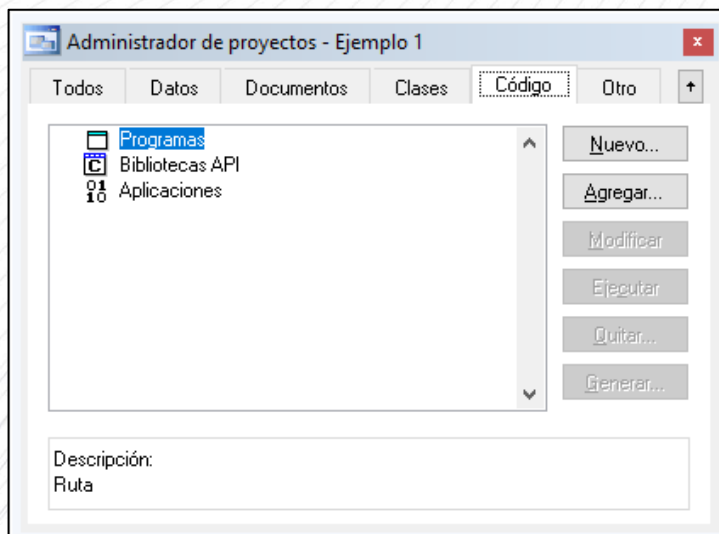 Administrador de proyectos - Ejemplo 1
x
Todos Datos Documentos Clases Código Otro
Programas
Bibliotecas API
Aplicaciones
Nuevo...
Agregar...
Modificar
Ejecutar
Quitar...
Generar...
Descripción:
Ruta